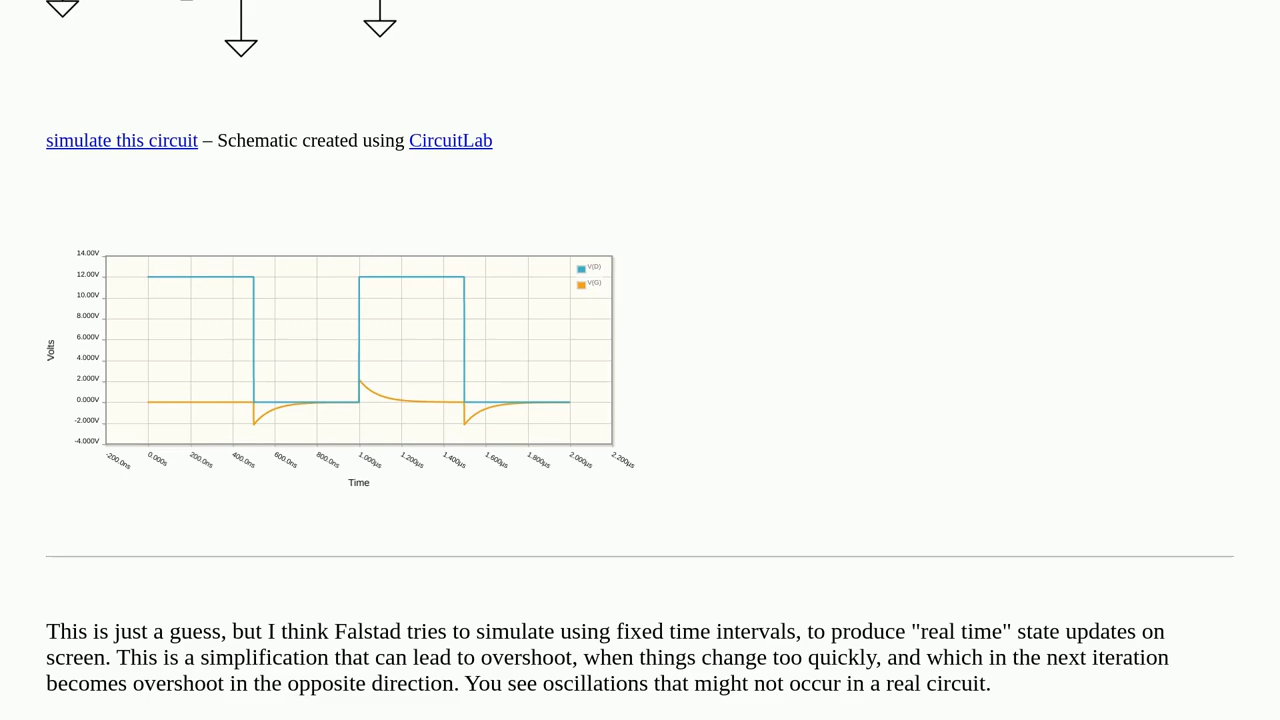 simulate this circuit – Schematic created using CircuitLab
14.00V
12.00V
10.00V
8.000V
6.000V
4.000V
2.000V
0.000V
-2.000V
-4.000V
Volts
V(D)
V(G)
-200.0ns
0.000s
200.0ns
400.0ns
600.0ns
800.0ns
1.000µs
1.200µs
1.400µs
1.600µs
1.800µs
2.000µs
2.200µs
Time
This is just a guess, but I think Falstad tries to simulate using fixed time intervals, to produce "real time" state updates on
screen. This is a simplification that can lead to overshoot, when things change too quickly, and which in the next iteration
becomes overshoot in the opposite direction. You see oscillations that might not occur in a real circuit.